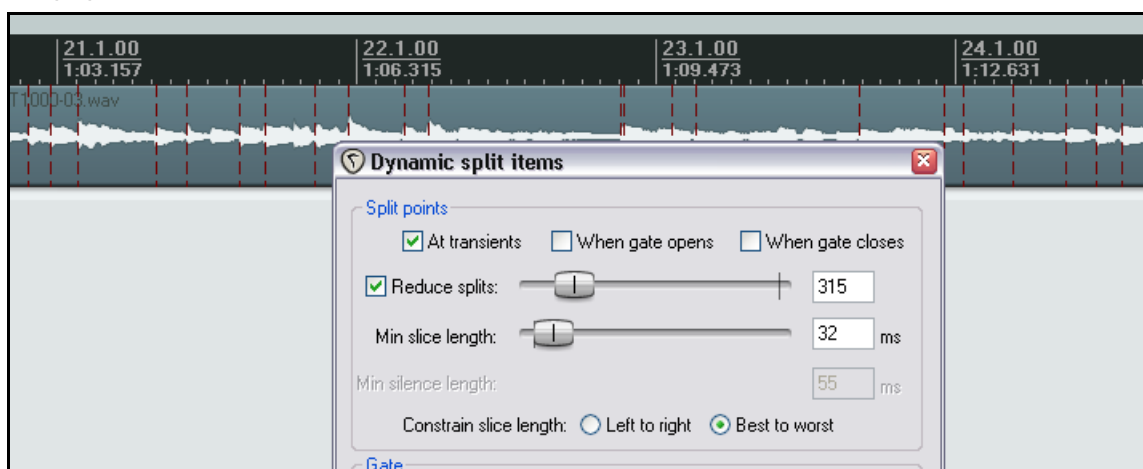 21.1.00 22.1.00 23.1.00 24.1.00
1:03.157 1:06.315 1:09.473 1:12.631
T1000-03.wav
Dynamic split items
Split points
At transients When gate opens When gate closes
Reduce splits: 315
Min slice length: 32 ms
Min silence length: 55 ms
Constrain slice length: Left to right Best to worst
Gate